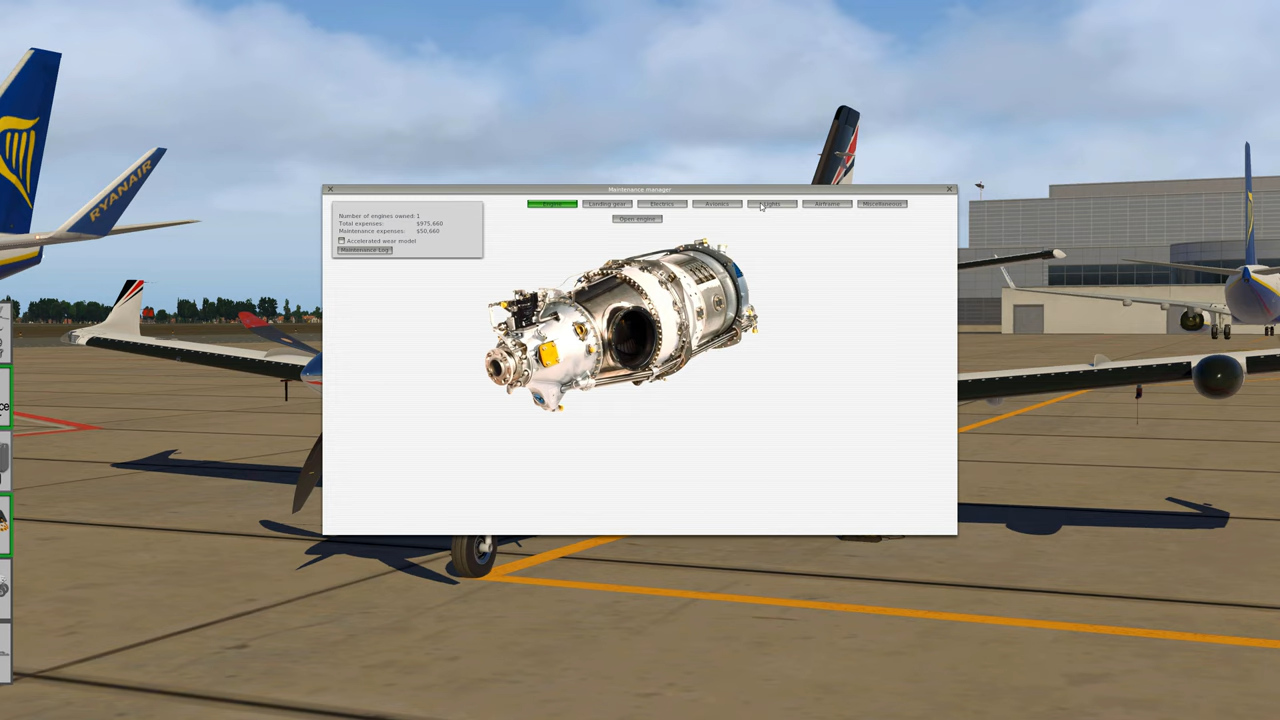 RYANAIR
Maintenance manager
Engine Landing gear Electrics Avionics Lights Airframe Miscellaneous
Open engine
Number of engines owned: 1
Total expenses: $975,660
Maintenance expenses: $50,660
Accelerated wear model
Maintenance Log
ce